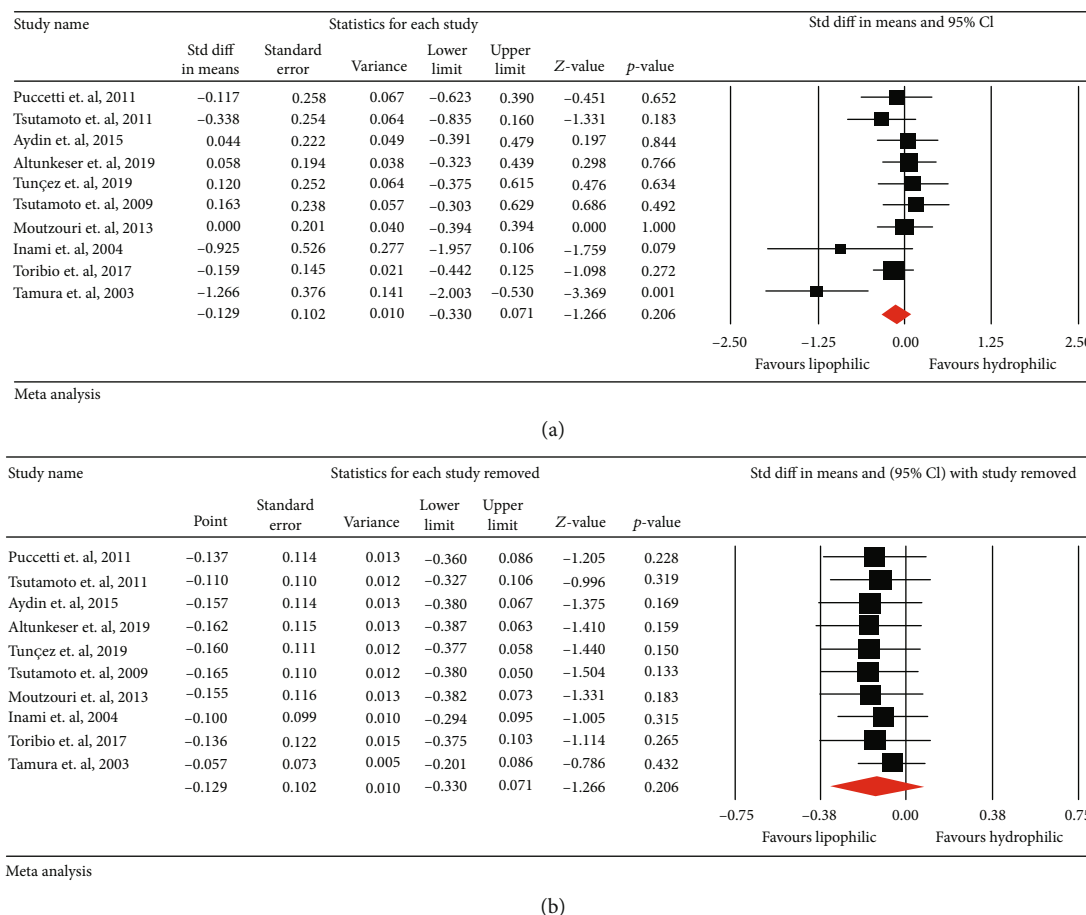 Study name Statistics for each study Std diff in means and 95% Cl
Std diff in means Standard error Variance Lower limit Upper limit Z-value p-value
Puccetti et. al, 2011 −0.117 0.258 0.067 −0.623 0.390 −0.451 0.652
Tsutamoto et. al, 2011 −0.338 0.254 0.064 −0.835 0.160 −1.331 0.183
Aydin et. al, 2015 0.044 0.222 0.049 −0.391 0.479 0.197 0.844
Altunkeser et. al, 2019 0.058 0.194 0.038 −0.323 0.439 0.298 0.766
Tunçez et. al, 2019 0.120 0.252 0.064 −0.375 0.615 0.476 0.634
Tsutamoto et. al, 2009 0.163 0.238 0.057 −0.303 0.629 0.686 0.492
Moutzouri et. al, 2013 0.000 0.201 0.040 −0.394 0.394 0.000 1.000
Inami et. al, 2004 −0.925 0.526 0.277 −1.957 0.106 −1.759 0.079
Toribio et. al, 2017 −0.159 0.145 0.021 −0.442 0.125 −1.098 0.272
Tamura et. al, 2003 −1.266 0.376 0.141 −2.003 −0.530 −3.369 0.001
−0.129 0.102 0.010 −0.330 0.071 −1.266 0.206
−2.50 −1.25 0.00 1.25 2.50
Favours lipophilic Favours hydrophilic
Meta analysis
(a)
Study name Statistics for each study removed Std diff in means and (95% Cl) with study removed
Point Standard error Variance Lower limit Upper limit Z-value p-value
Puccetti et. al, 2011 −0.137 0.114 0.013 −0.360 0.086 −1.205 0.228
Tsutamoto et. al, 2011 −0.110 0.110 0.012 −0.327 0.106 −0.996 0.319
Aydin et. al, 2015 −0.157 0.114 0.013 −0.380 0.067 −1.375 0.169
Altunkeser et. al, 2019 −0.162 0.115 0.013 −0.387 0.063 −1.410 0.159
Tunçez et. al, 2019 −0.160 0.111 0.012 −0.377 0.058 −1.440 0.150
Tsutamoto et. al, 2009 −0.165 0.110 0.012 −0.380 0.050 −1.504 0.133
Moutzouri et. al, 2013 −0.155 0.116 0.013 −0.382 0.073 −1.331 0.183
Inami et. al, 2004 −0.100 0.099 0.010 −0.294 0.095 −1.005 0.315
Toribio et. al, 2017 −0.136 0.122 0.015 −0.375 0.103 −1.114 0.265
Tamura et. al, 2003 −0.057 0.073 0.005 −0.201 0.086 −0.786 0.432
−0.129 0.102 0.010 −0.330 0.071 −1.266 0.206
−0.75 −0.38 0.00 0.38 0.75
Favours lipophilic Favours hydrophilic
Meta analysis
(b)